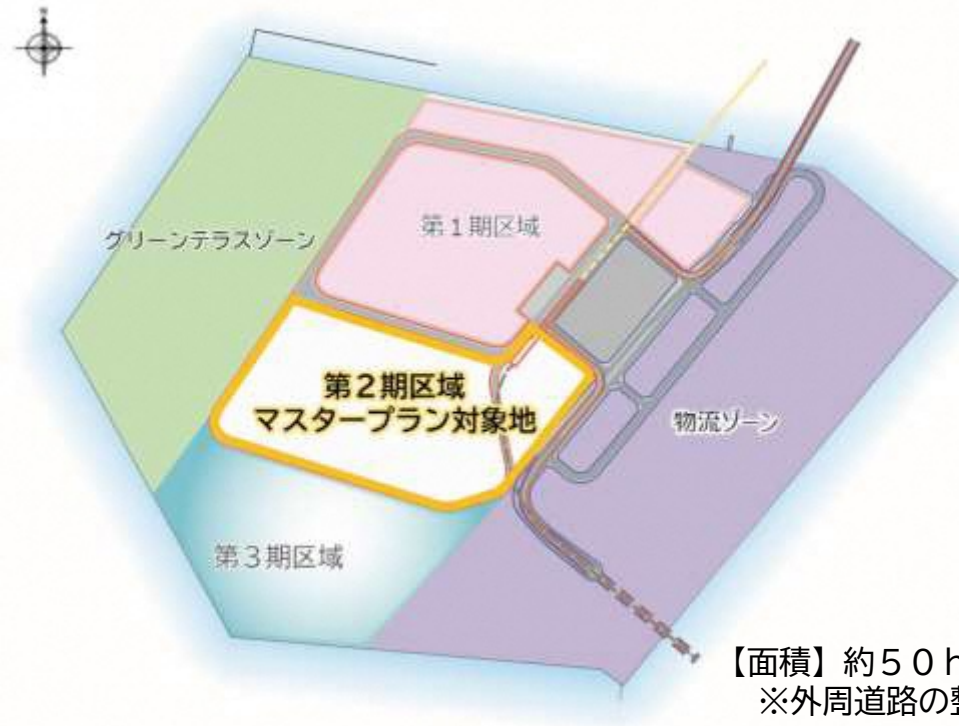 第1期区域
グリーンテラスゾーン
第2期区域
マスタープラン対象地
物流ゾーン
第3期区域
【面積】約50h
※外周道路の整